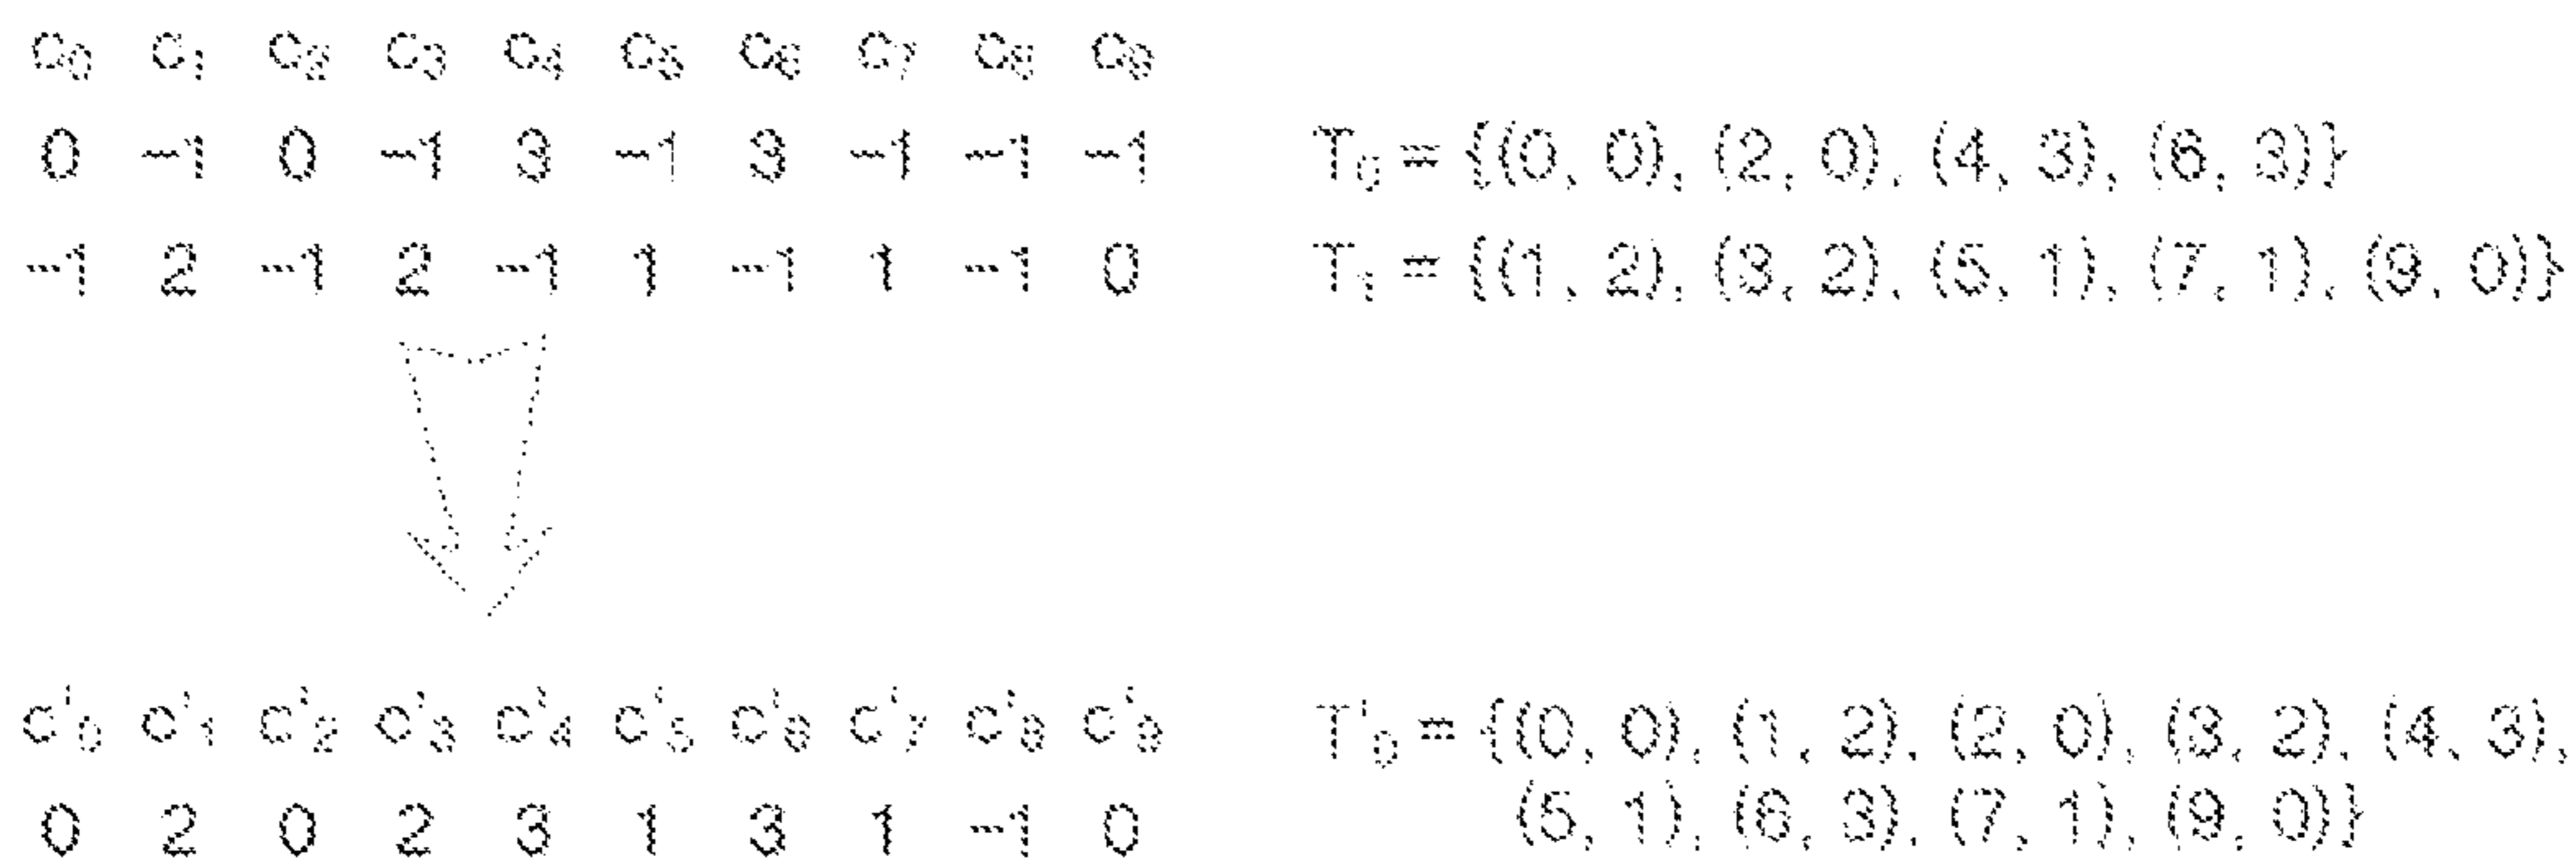 c₀ c₁ c₂ c₃ c₄ c₅ c₆ c₇ c₈ c₉
0 −1 0 −1 3 −1 3 −1 −1 −1 T₀ = {(0, 0), (2, 0), (4, 3), (6, 3)}
−1 2 −1 2 −1 1 −1 1 −1 0 T₁ = {(1, 2), (3, 2), (5, 1), (7, 1), (9, 0)}
c'₀ c'₁ c'₂ c'₃ c'₄ c'₅ c'₆ c'₇ c'₈ c'₉ T'₀ = {(0, 0), (1, 2), (2, 0), (3, 2), (4, 3),
0 2 0 2 3 1 3 1 −1 0 (5, 1), (6, 3), (7, 1), (9, 0)}